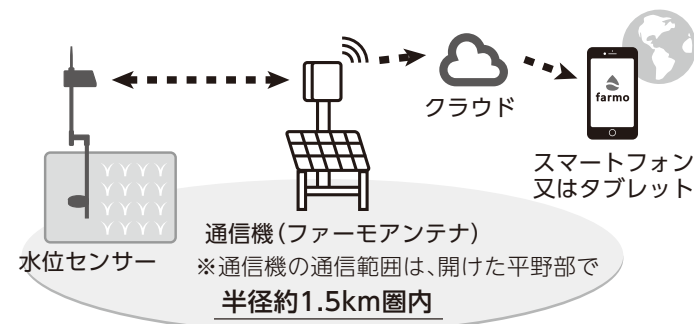 クラウド
farmo
スマートフォン
又はタブレット
通信機(ファーモアンテナ)
水位センサー
※通信機の通信範囲は、開けた平野部で
半径約1.5km圏内